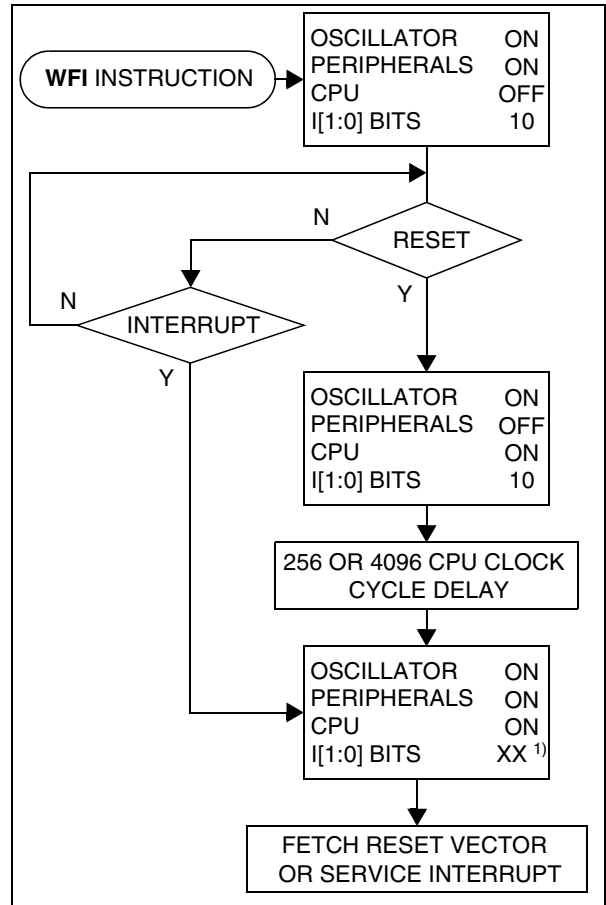 WFI INSTRUCTION
OSCILLATOR ON
PERIPHERALS ON
CPU OFF
I[1:0] BITS 10
N
RESET
N
INTERRUPT
Y
Y
OSCILLATOR ON
PERIPHERALS OFF
CPU ON
I[1:0] BITS 10
256 OR 4096 CPU CLOCK
CYCLE DELAY
OSCILLATOR ON
PERIPHERALS ON
CPU ON
I[1:0] BITS XX 1)
FETCH RESET VECTOR
OR SERVICE INTERRUPT